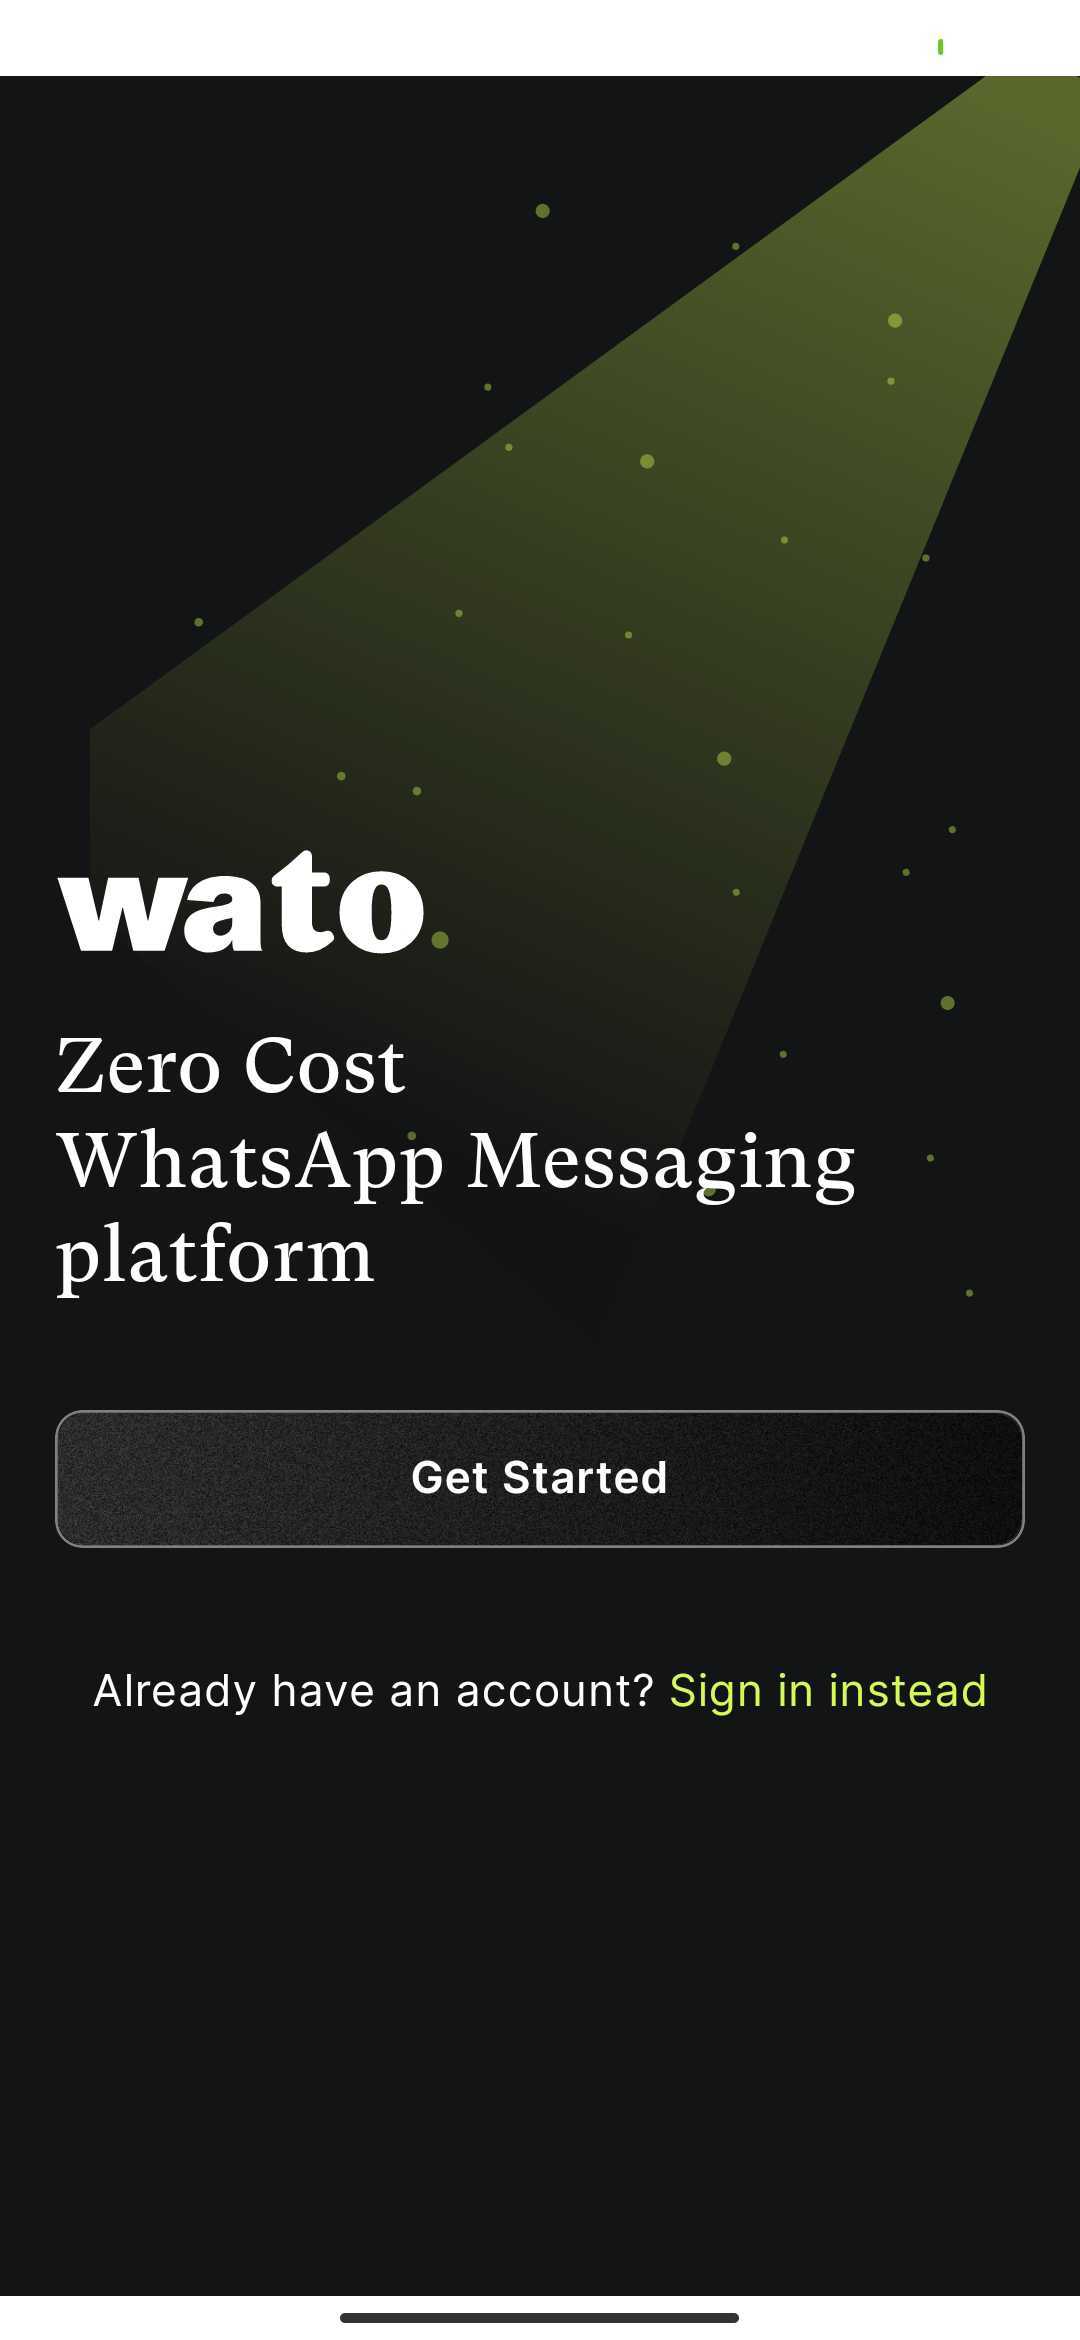 wato
Zero Cost
WhatsApp Messaging
platform
Get Started
Already have an account? Sign in instead